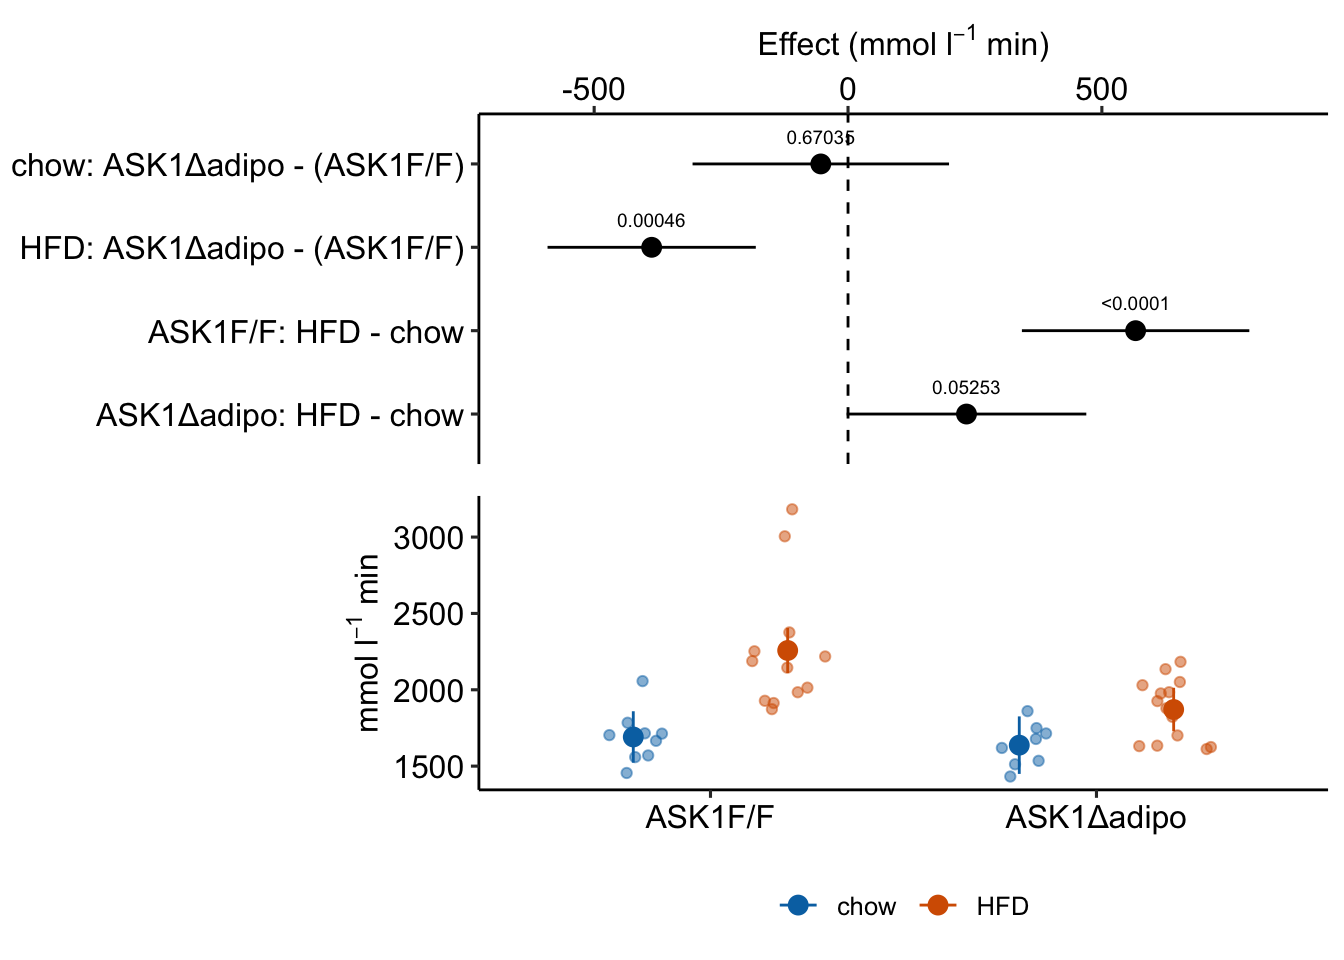 Effect (mmol l⁻¹ min)
-500 0 500
chow: ASK1Δadipo - (ASK1F/F)
0.67035
HFD: ASK1Δadipo - (ASK1F/F)
0.00046
ASK1F/F: HFD - chow
<0.0001
ASK1Δadipo: HFD - chow
0.05253
mmol l⁻¹ min
3000
2500
2000
1500
ASK1F/F ASK1Δadipo
chow HFD